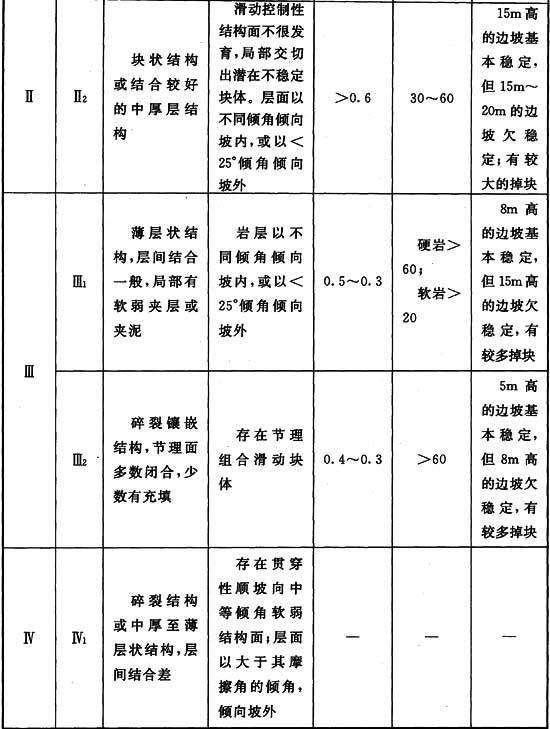 Ⅱ
Ⅱ₂
块状结构
或结合较好
的中厚层结
构
滑动控制性
结构面不很发
育,局部交切
出潜在不稳定
块体。层面以
不同倾角倾向
坡内,或以<
25°倾角倾向
坡外
>0.6
30~60
15m 高
的边坡基
本稳定,
但 15m~
20m 的边
坡欠稳
定;有较
大的掉块
Ⅲ
Ⅲ₁
薄层状结
构,层间结合
一般,局部有
软弱夹层或
夹泥
岩层以不
同倾角倾向
坡内,或以<
25°倾角倾向
坡外
0.5~0.3
硬岩>
60;
软岩>
20
8m 高
的边坡基
本稳定,
但 15m 高
的边坡欠
稳定,有
较多掉块
Ⅲ₂
碎裂镶嵌
结构,节理面
多数闭合,少
数有充填
存在节理
组合滑动块
体
0.4~0.3
>60
5m 高
的边坡基
本稳定,
但 8m 高
的边坡欠
稳定,有
较多掉块
Ⅳ
Ⅳ₁
碎裂结构
或中厚至薄
层状结构,层
间结合差
存在贯穿
性顺坡向中
等倾角软弱
结构面;层面
以大于其摩
擦角的倾角,
倾向坡外
—
—
—